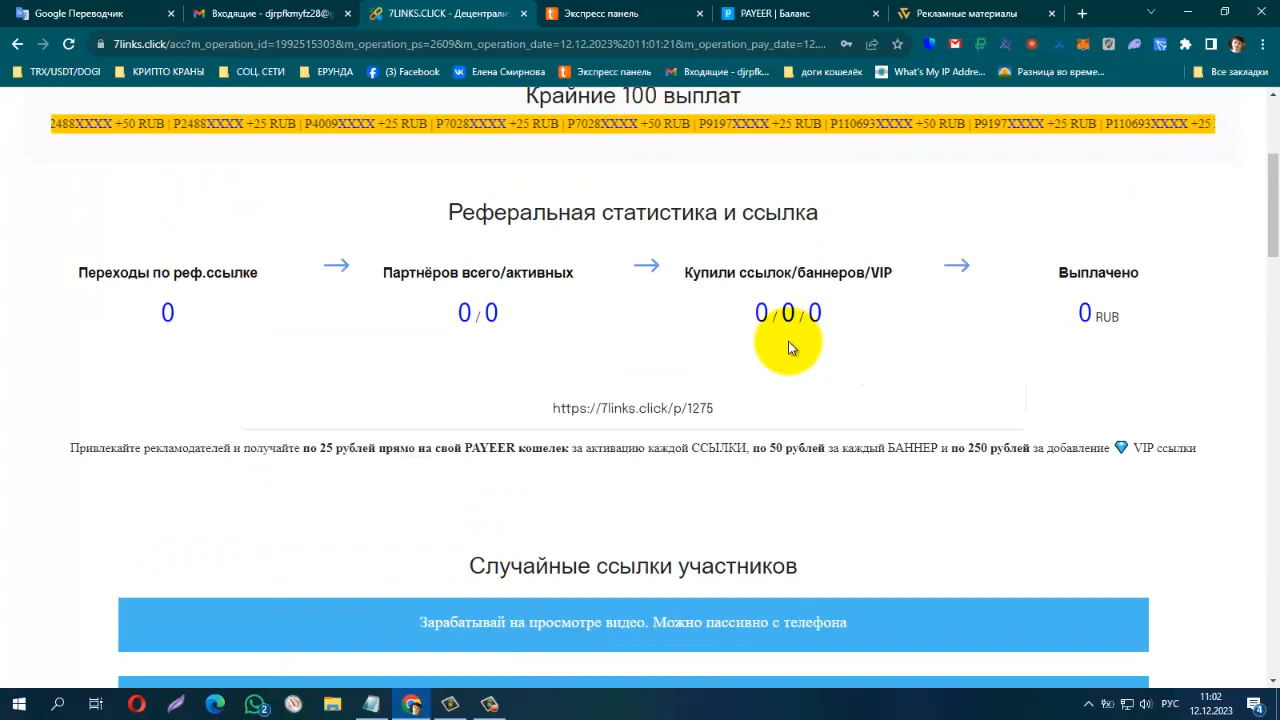 Google Переводчик
Входящие - djrpfkmyfz28@g
7LINKS.CLICK - Децентрали
Экспресс панель
PAYEER | Баланс
Рекламные материалы
7links.click/acc?m_operation_id=1992515303&m_operation_ps=2609&m_operation_date=12.12.2023%2011:01:21&m_operation_pay_date=12....
TRX/USDT/DOGI
КРИПТО КРАНЫ
СОЦ. СЕТИ
ЕРУНДА
(3) Facebook
Елена Смирнова
Экспресс панель
Входящие - djrpfk...
доги кошелёк
What's My IP Addre...
Разница во време...
Все закладки
Крайние 100 выплат
2488XXXX +50 RUB | P2488XXXX +25 RUB | P4009XXXX +25 RUB | P7028XXXX +25 RUB | P7028XXXX +50 RUB | P9197XXXX +25 RUB | P110693XXXX +50 RUB | P9197XXXX +25 RUB | P110693XXXX +25
Реферальная статистика и ссылка
Переходы по реф.ссылке
Партнёров всего/активных
Купили ссылок/баннеров/VIP
Выплачено
0
0 / 0
0 / 0 / 0
0 RUB
https://7links.click/p/1275
Привлекайте рекламодателей и получайте по 25 рублей прямо на свой PAYEER кошелек за активацию каждой ССЫЛКИ, по 50 рублей за каждый БАННЕР и по 250 рублей за добавление 💎 VIP ссылки
Случайные ссылки участников
Зарабатывай на просмотре видео. Можно пассивно с телефона
2
РУС
11:02
12.12.2023
4